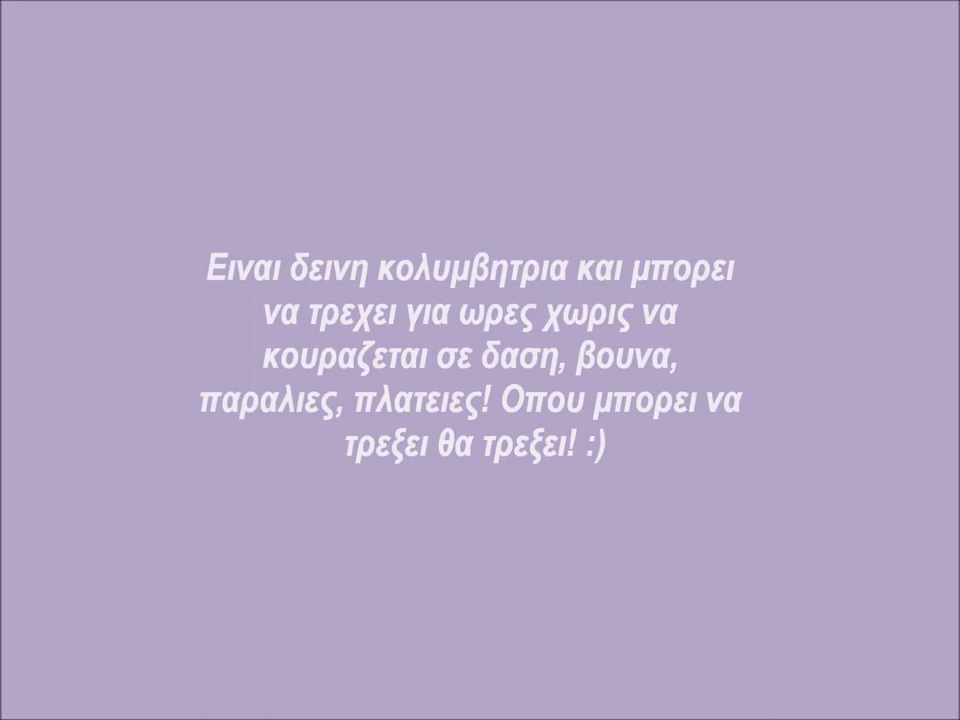 Ειναι δεινη κολυμβητρια και μπορει
να τρεχει για ωρες χωρις να
κουραζεται σε δαση, βουνα,
παραλιες, πλατειες! Οπου μπορει να
τρεξει θα τρεξει! :)